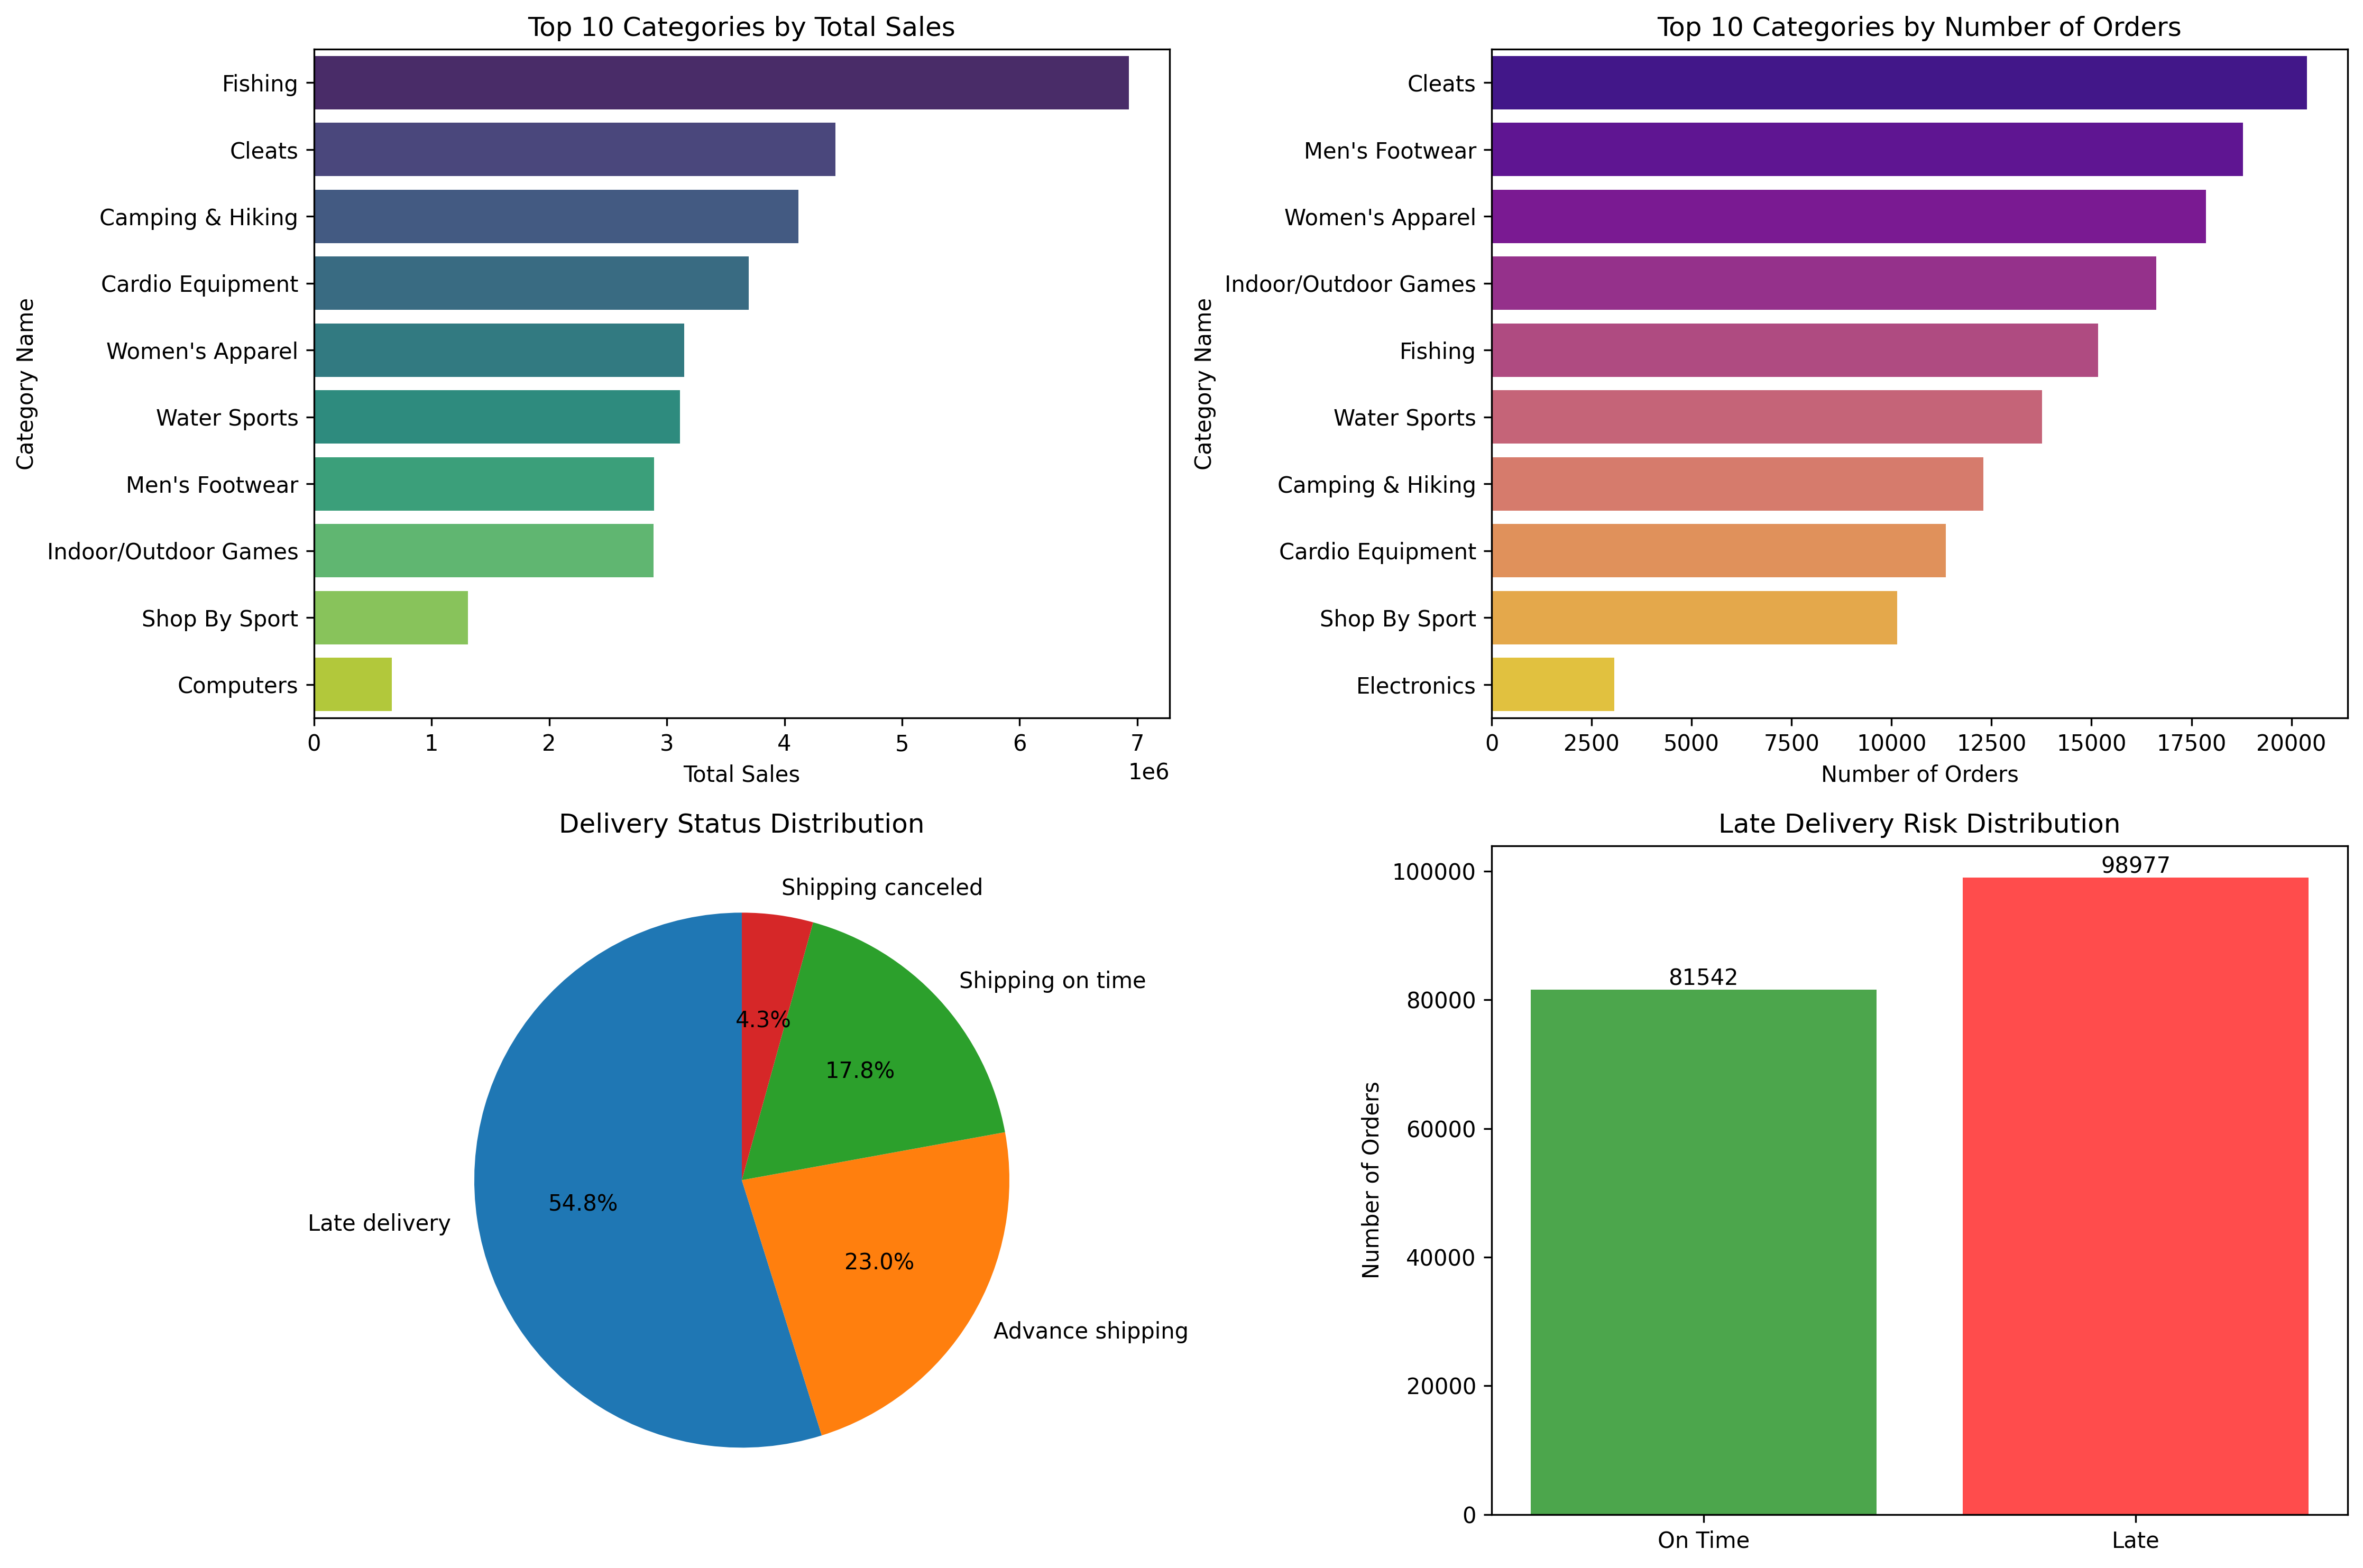 Top 10 Categories by Total Sales
Category Name
Fishing
Cleats
Camping & Hiking
Cardio Equipment
Women's Apparel
Water Sports
Men's Footwear
Indoor/Outdoor Games
Shop By Sport
Computers
0 1 2 3 4 5 6 7
1e6
Total Sales
Top 10 Categories by Number of Orders
Category Name
Cleats
Men's Footwear
Women's Apparel
Indoor/Outdoor Games
Fishing
Water Sports
Camping & Hiking
Cardio Equipment
Shop By Sport
Electronics
0 2500 5000 7500 10000 12500 15000 17500 20000
Number of Orders
Delivery Status Distribution
Shipping canceled
Shipping on time
4.3%
17.8%
54.8%
Late delivery
23.0%
Advance shipping
Late Delivery Risk Distribution
Number of Orders
100000
80000
60000
40000
20000
0
98977
81542
On Time Late